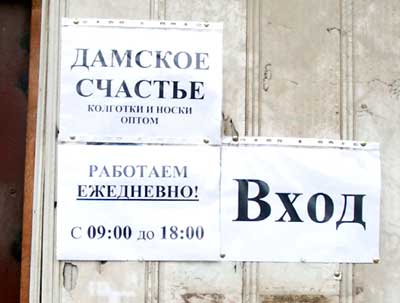 ДАМСКОЕ
СЧАСТЬЕ
КОЛГОТКИ И НОСКИ
ОПТОМ
РАБОТАЕМ
ЕЖЕДНЕВНО!
С 09:00 ДО 18:00
Вход